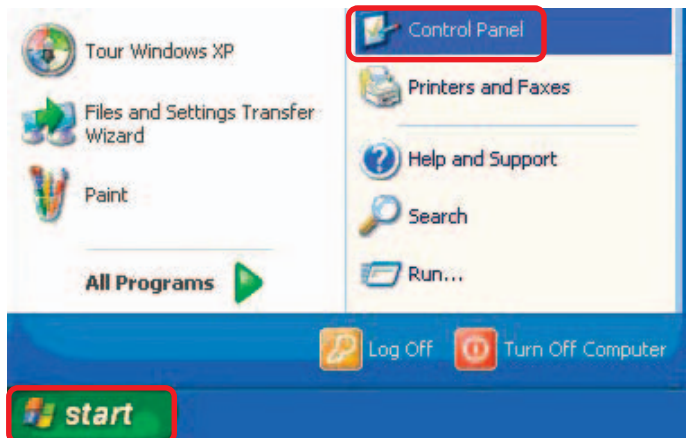 Tour Windows XP
Files and Settings Transfer
Wizard
Paint
All Programs
Control Panel
Printers and Faxes
Help and Support
Search
Run...
Log Off
Turn Off Computer
start